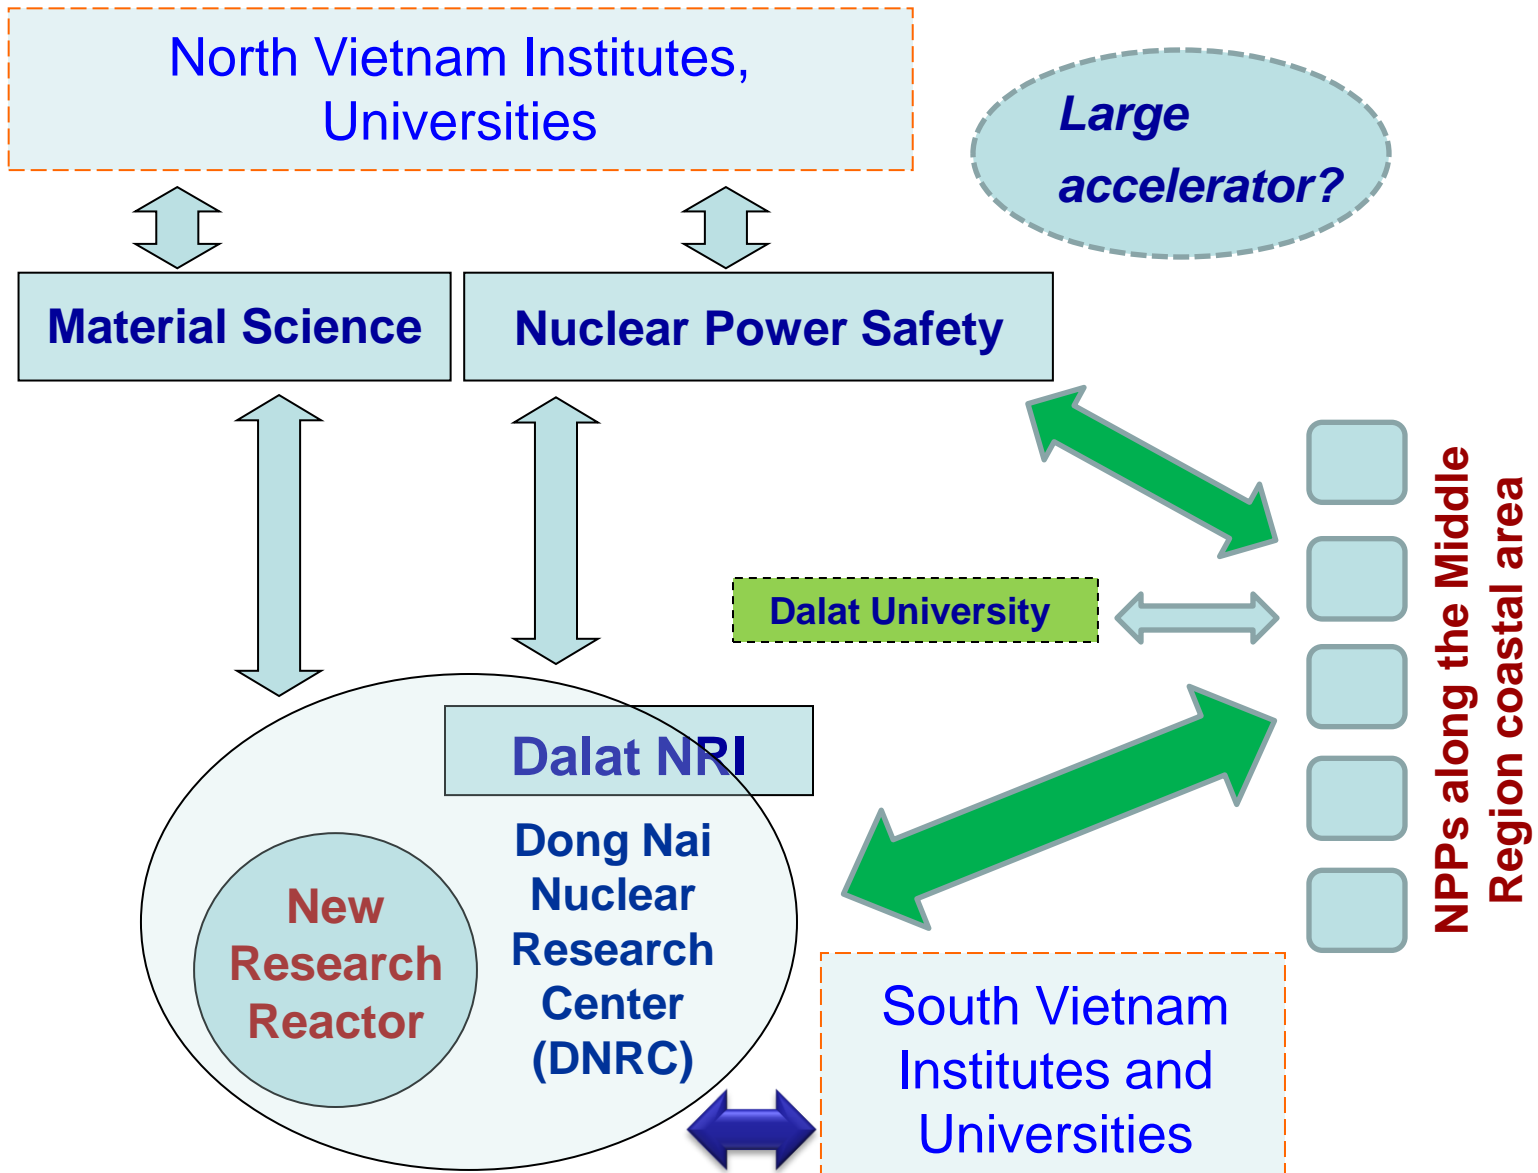 North Vietnam Institutes,
Universities
Large
accelerator?
Material Science
Nuclear Power Safety
Dalat University
NPPs along the Middle
Region coastal area
Dalat NRI
Dong Nai
Nuclear
Research
Center
(DNRC)
New
Research
Reactor
South Vietnam
Institutes and
Universities